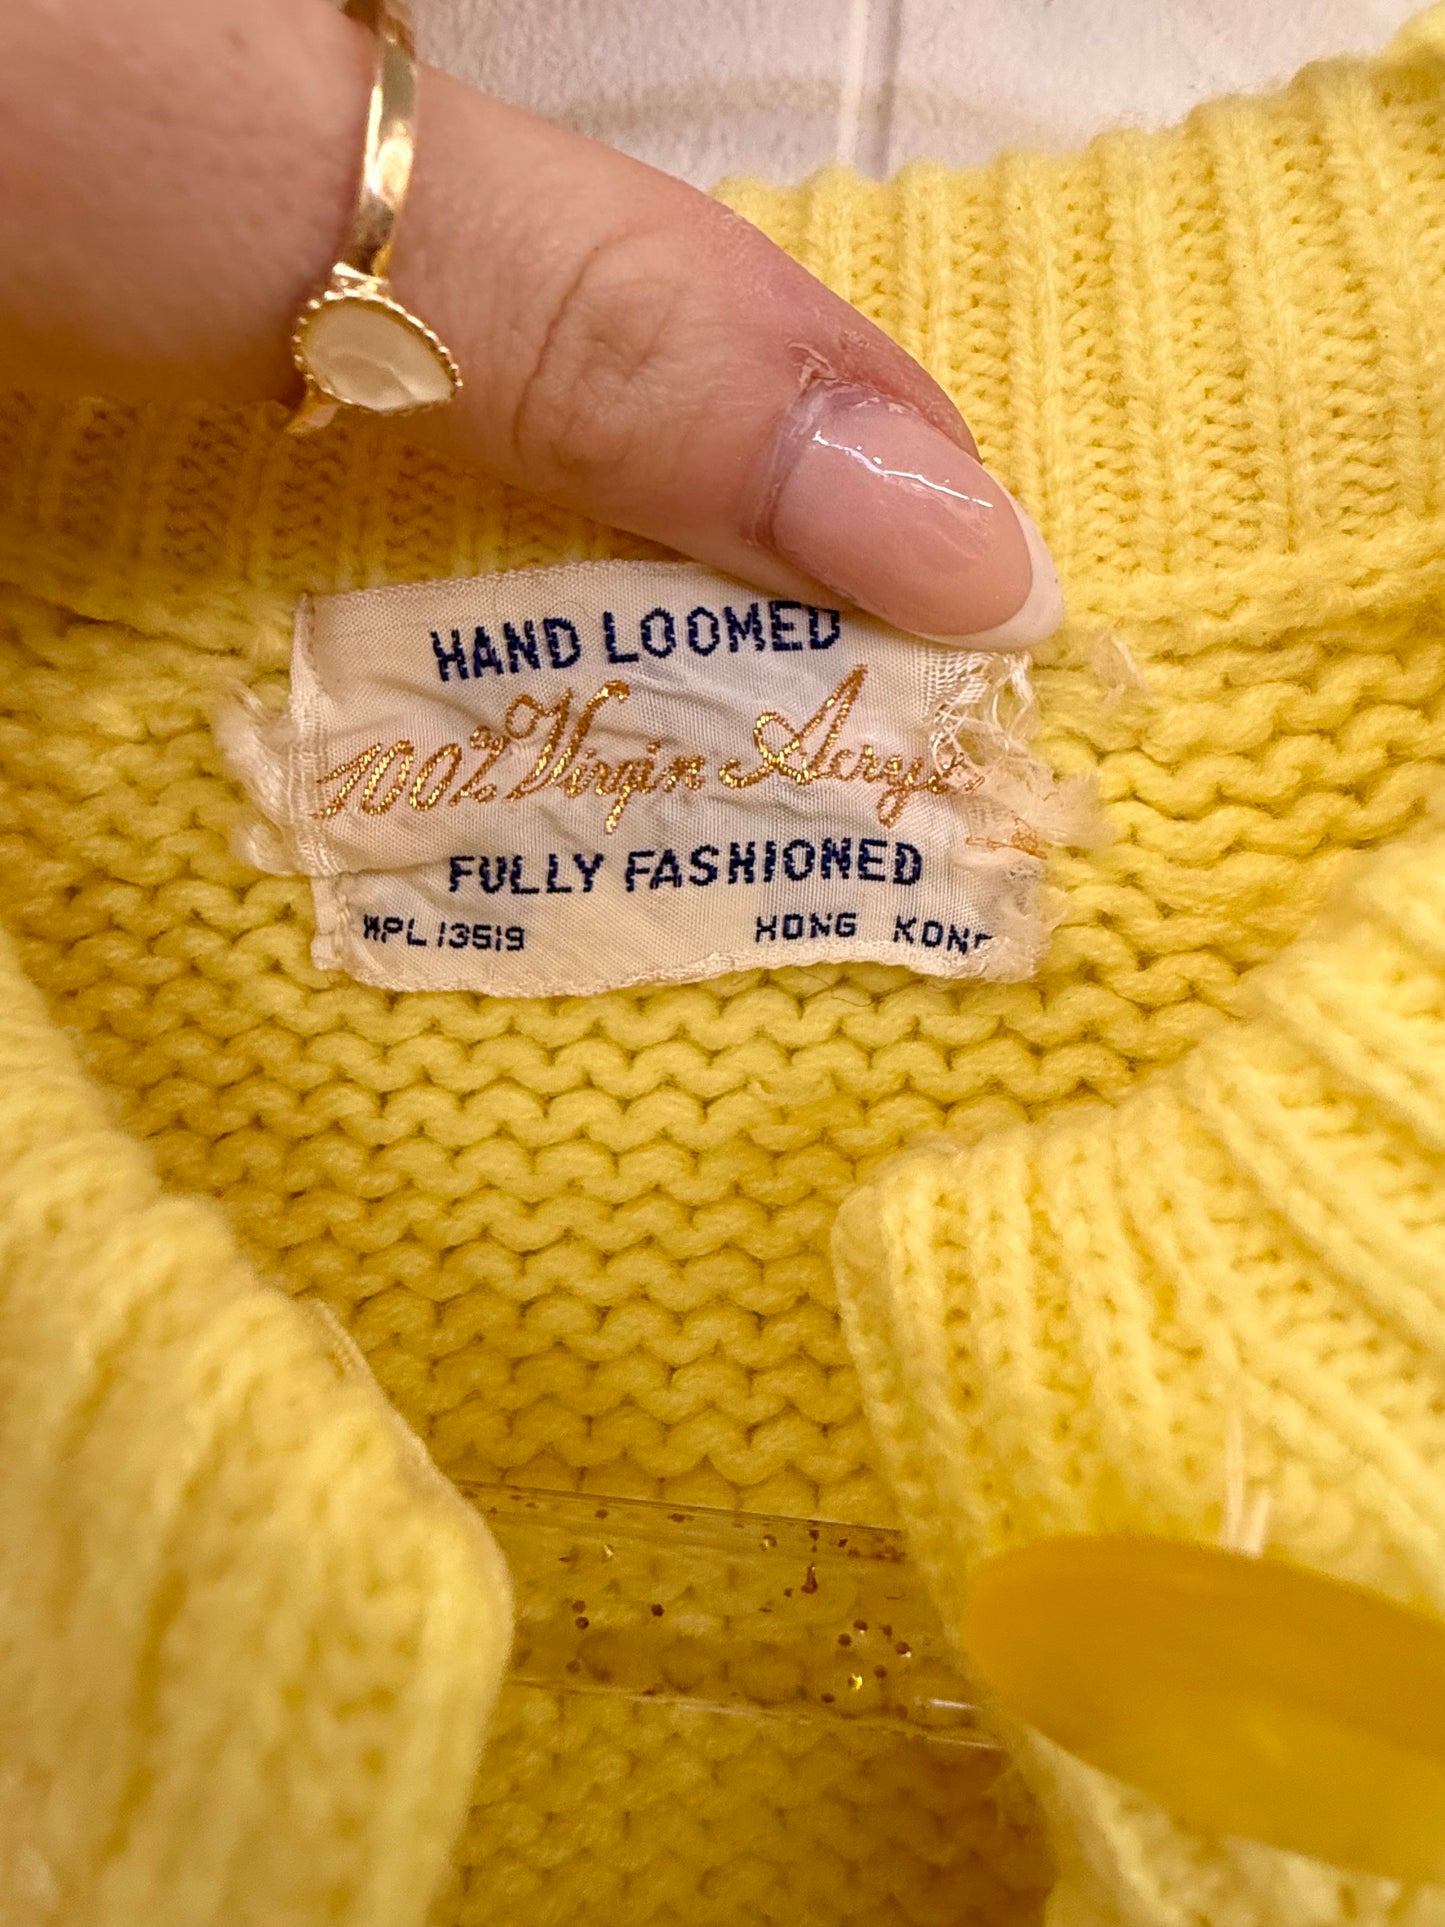 HAND LOOMED
100% Virgin Acrylic
FULLY FASHIONED
WPL 13519 HONG KONG